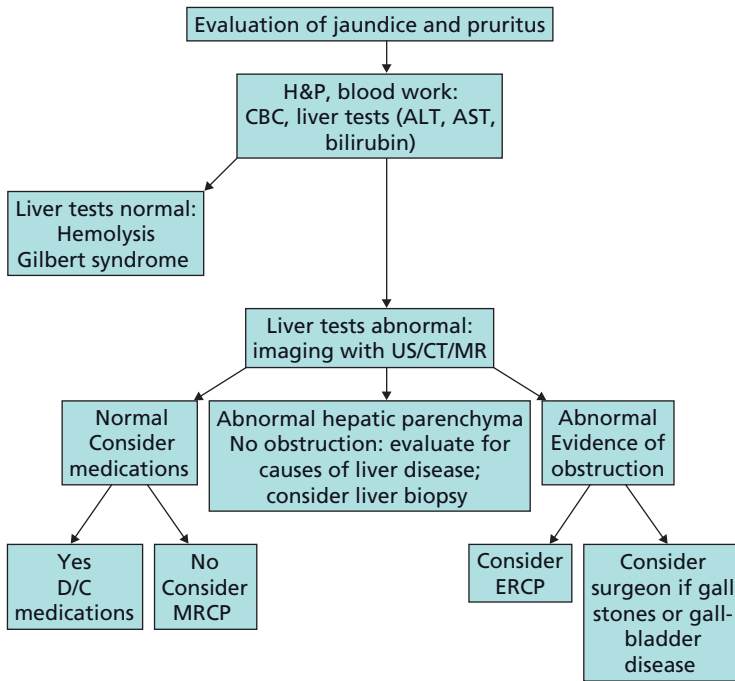 Evaluation of jaundice and pruritus
H&P, blood work:
CBC, liver tests (ALT, AST,
bilirubin)
Liver tests normal:
Hemolysis
Gilbert syndrome
Liver tests abnormal:
imaging with US/CT/MR
Normal
Consider
medications
Abnormal hepatic parenchyma
No obstruction: evaluate for
causes of liver disease;
consider liver biopsy
Abnormal
Evidence of
obstruction
Yes
D/C
medications
No
Consider
MRCP
Consider
ERCP
Consider
surgeon if gall
stones or gall-
bladder
disease